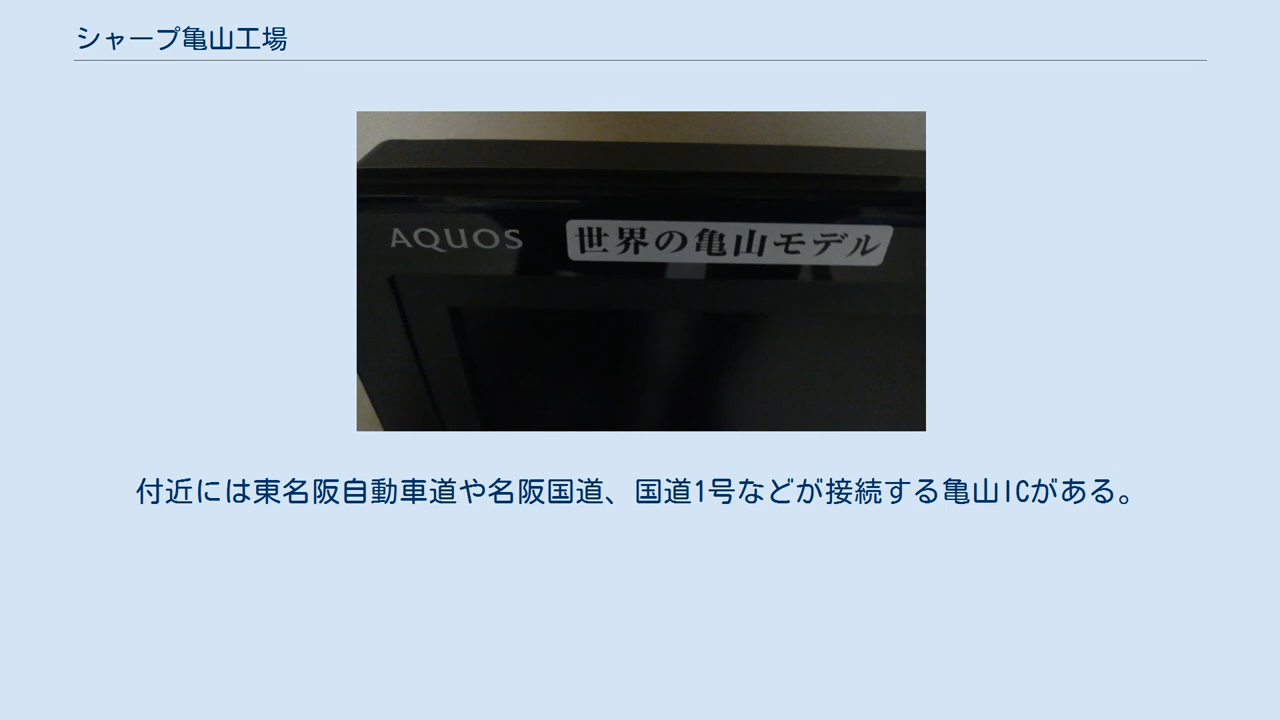 シャープ亀山工場
AQUOS
世界の亀山モデル
付近には東名阪自動車道や名阪国道、国道1号などが接続する亀山ICがある。